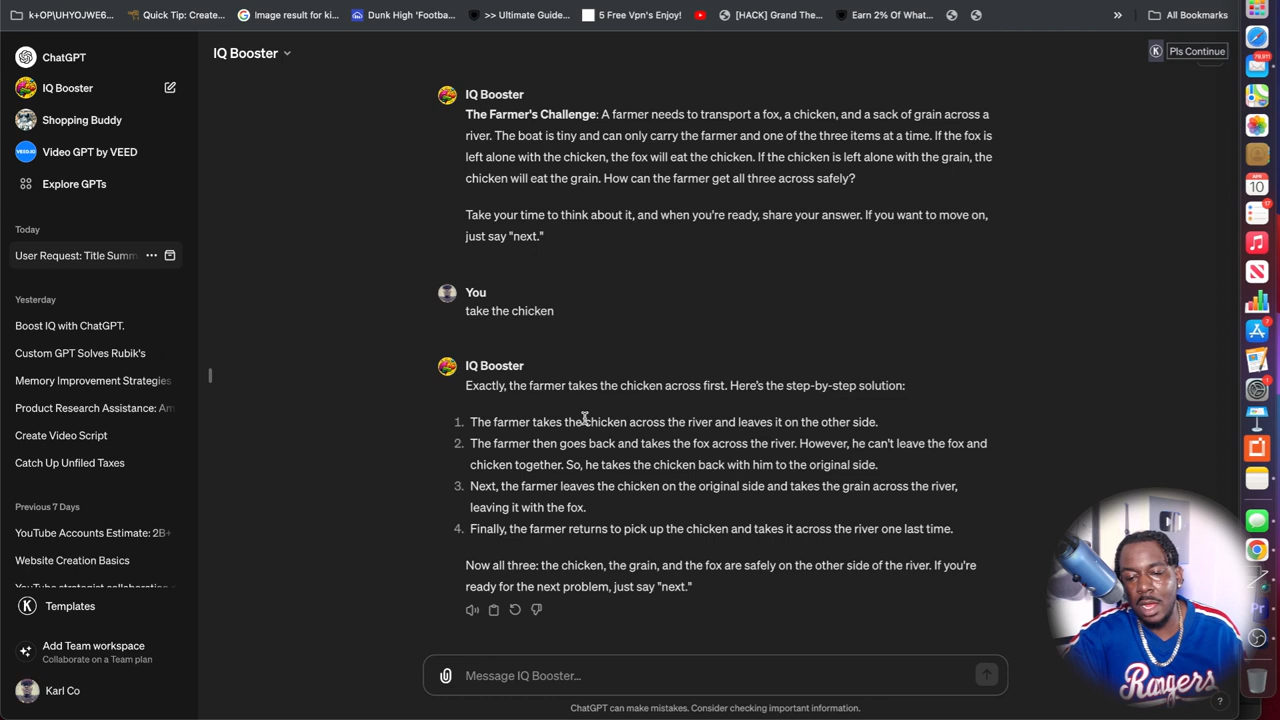 k+OP\UHYOJWE6...
Quick Tip: Create...
Image result for ki...
Dunk High 'Footba...
>> Ultimate Guide...
5 Free Vpn's Enjoy!
[HACK] Grand The...
Earn 2% Of What...
»
All Bookmarks
ChatGPT
IQ Booster
Shopping Buddy
Video GPT by VEED
Explore GPTs
Today
User Request: Title Summ
Yesterday
Boost IQ with ChatGPT.
Custom GPT Solves Rubik's
Memory Improvement Strategies
Product Research Assistance: Am
Create Video Script
Catch Up Unfiled Taxes
Previous 7 Days
YouTube Accounts Estimate: 2B+
Website Creation Basics
YouTube strategist collaboration
Templates
Add Team workspace
Collaborate on a Team plan
Karl Co
IQ Booster
K Pls Continue
IQ Booster
The Farmer's Challenge: A farmer needs to transport a fox, a chicken, and a sack of grain across a
river. The boat is tiny and can only carry the farmer and one of the three items at a time. If the fox is
left alone with the chicken, the fox will eat the chicken. If the chicken is left alone with the grain, the
chicken will eat the grain. How can the farmer get all three across safely?
Take your time to think about it, and when you're ready, share your answer. If you want to move on,
just say "next."
You
take the chicken
IQ Booster
Exactly, the farmer takes the chicken across first. Here's the step-by-step solution:
1. The farmer takes the chicken across the river and leaves it on the other side.
2. The farmer then goes back and takes the fox across the river. However, he can't leave the fox and
chicken together. So, he takes the chicken back with him to the original side.
3. Next, the farmer leaves the chicken on the original side and takes the grain across the river,
leaving it with the fox.
4. Finally, the farmer returns to pick up the chicken and takes it across the river one last time.
Now all three: the chicken, the grain, and the fox are safely on the other side of the river. If you're
ready for the next problem, just say "next."
Message IQ Booster...
ChatGPT can make mistakes. Consider checking important information.
?
78,911
APR
10
17
7
1
Pr
Rangers